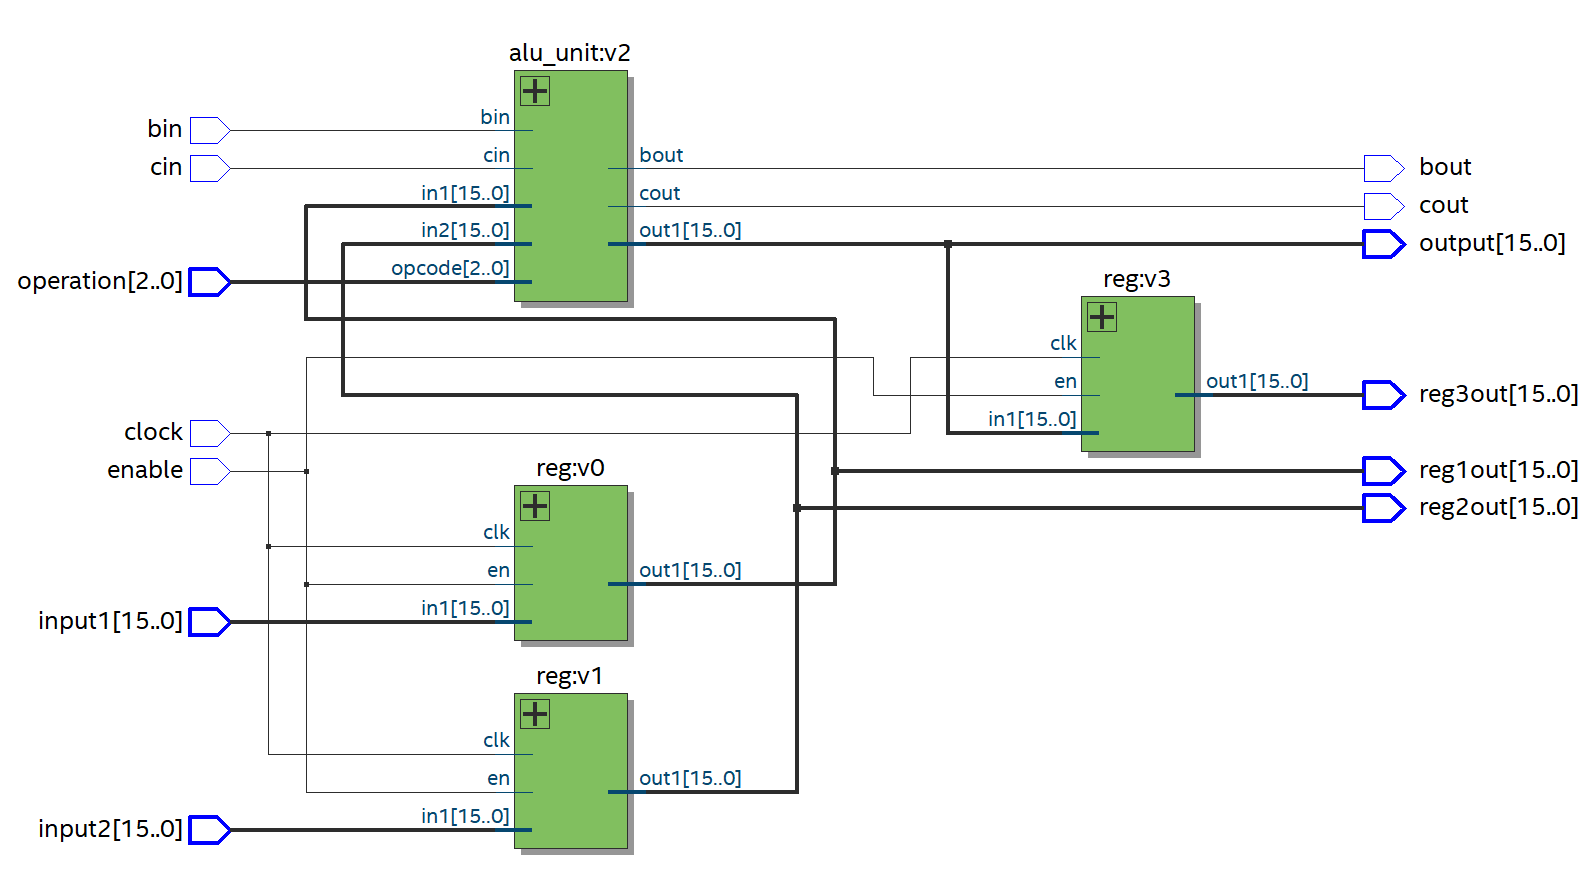 alu_unit:v2
bin
bin
cin
cin
bout
bout
in1[15..0]
cout
cout
in2[15..0]
out1[15..0]
output[15..0]
operation[2..0]
opcode[2..0]
reg:v3
clk
en
out1[15..0]
reg3out[15..0]
in1[15..0]
clock
enable
reg:v0
reg1out[15..0]
reg2out[15..0]
clk
en
out1[15..0]
input1[15..0]
in1[15..0]
reg:v1
clk
en
out1[15..0]
input2[15..0]
in1[15..0]